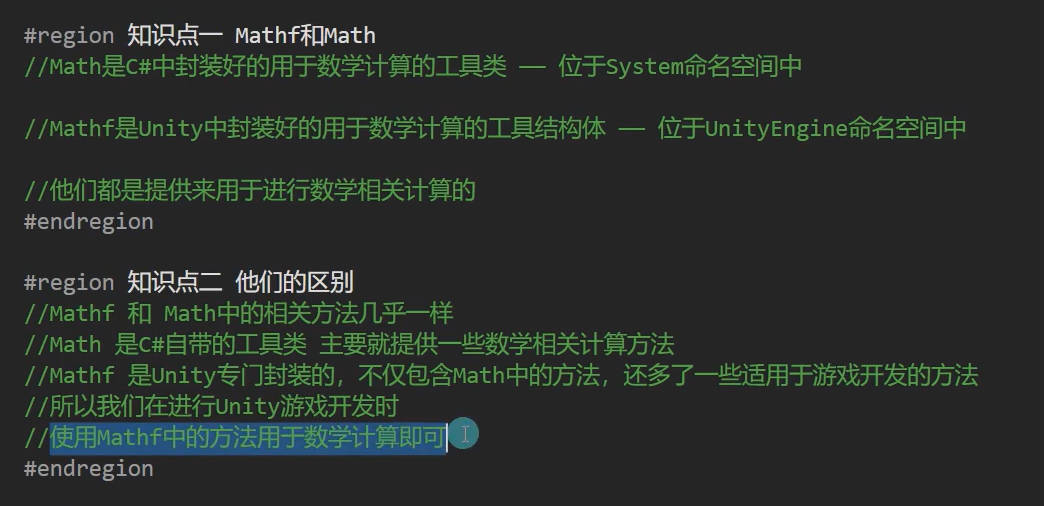 #region 知识点一 Mathf和Math
//Math是C#中封装好的用于数学计算的工具类 —— 位于System命名空间中
//Mathf是Unity中封装好的用于数学计算的工具结构体 —— 位于UnityEngine命名空间中
//他们都是提供来用于进行数学相关计算的
#endregion
#region 知识点二 他们的区别
//Mathf 和 Math中的相关方法几乎一样
//Math 是C#自带的工具类 主要就提供一些数学相关计算方法
//Mathf 是Unity专门封装的，不仅包含Math中的方法，还多了一些适用于游戏开发的方法
//所以我们在进行Unity游戏开发时
//使用Mathf中的方法用于数学计算即可
#endregion